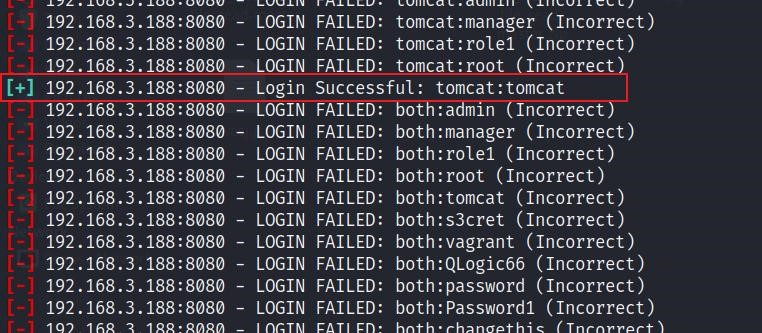 [-] 192.168.3.188:8080 - LOGIN FAILED: tomcat:admin (Incorrect)
[-] 192.168.3.188:8080 - LOGIN FAILED: tomcat:manager (Incorrect)
[-] 192.168.3.188:8080 - LOGIN FAILED: tomcat:role1 (Incorrect)
[-] 192.168.3.188:8080 - LOGIN FAILED: tomcat:root (Incorrect)
[+] 192.168.3.188:8080 - Login Successful: tomcat:tomcat
[-] 192.168.3.188:8080 - LOGIN FAILED: both:admin (Incorrect)
[-] 192.168.3.188:8080 - LOGIN FAILED: both:manager (Incorrect)
[-] 192.168.3.188:8080 - LOGIN FAILED: both:role1 (Incorrect)
[-] 192.168.3.188:8080 - LOGIN FAILED: both:root (Incorrect)
[-] 192.168.3.188:8080 - LOGIN FAILED: both:tomcat (Incorrect)
[-] 192.168.3.188:8080 - LOGIN FAILED: both:s3cret (Incorrect)
[-] 192.168.3.188:8080 - LOGIN FAILED: both:vagrant (Incorrect)
[-] 192.168.3.188:8080 - LOGIN FAILED: both:QLogic66 (Incorrect)
[-] 192.168.3.188:8080 - LOGIN FAILED: both:password (Incorrect)
[-] 192.168.3.188:8080 - LOGIN FAILED: both:Password1 (Incorrect)
[-] 192.168.3.188:8080 - LOGIN FAILED: both:changethis (Incorrect)